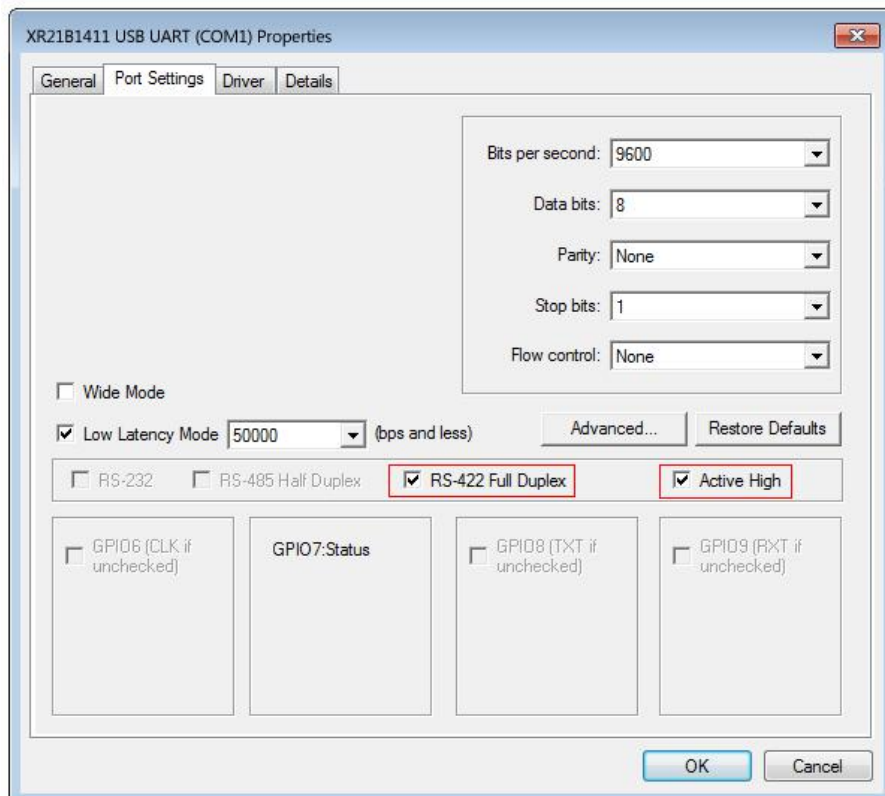 XR21B1411 USB UART (COM1) Properties
General Port Settings Driver Details
Bits per second: 9600
Data bits: 8
Parity: None
Stop bits: 1
Flow control: None
Wide Mode
Low Latency Mode 50000 (bps and less) Advanced... Restore Defaults
RS-232 RS-485 Half Duplex RS-422 Full Duplex Active High
GPIO6 (CLK if
unchecked)
GPIO7:Status
GPIO8 (TXT if
unchecked)
GPIO9 (RXT if
unchecked)
OK Cancel